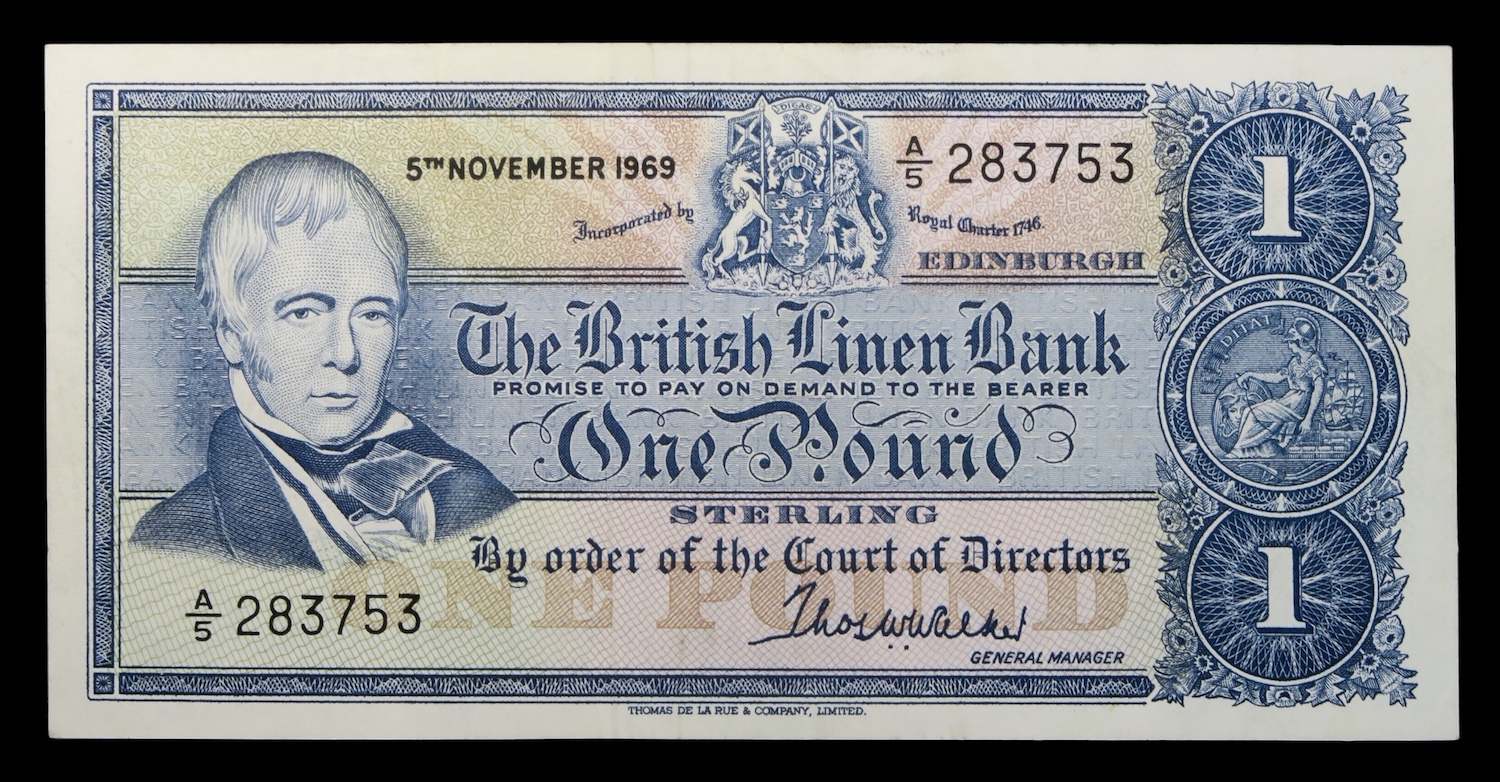 DIEAS
5TH NOVEMBER 1969
A/5 283753
Incorporated by
Royal Charter 1746.
EDINBURGH
The British Linen Bank
PROMISE TO PAY ON DEMAND TO THE BEARER
One Pound
STERLING
By order of the Court of Directors
ONE POUND
A/5 283753
Thos W Walker
GENERAL MANAGER
THOMAS DE LA RUE & COMPANY, LIMITED.
1
1